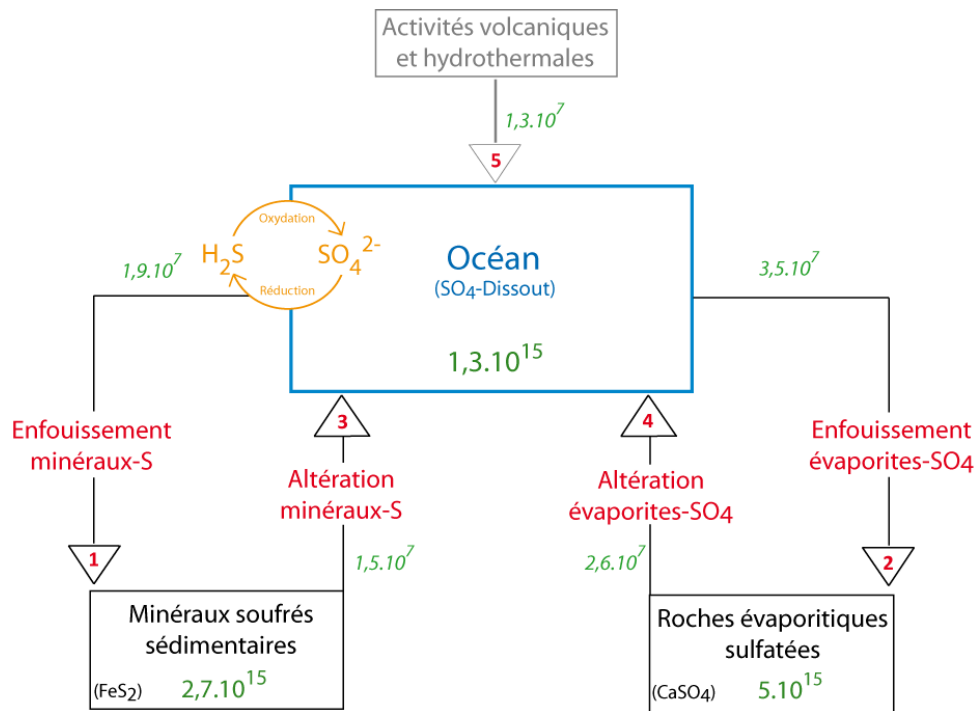 Activités volcaniques
et hydrothermales
1,3.10⁷
5
Oxydation
H₂S
SO₄²⁻
Réduction
Océan
(SO₄-Dissout)
1,3.10¹⁵
1,9.10⁷
3,5.10⁷
Enfouissement
minéraux-S
3
Altération
minéraux-S
4
Altération
évaporites-SO₄
Enfouissement
évaporites-SO₄
1
1,5.10⁷
2,6.10⁷
2
Minéraux soufrés
sédimentaires
(FeS₂) 2,7.10¹⁵
Roches évaporitiques
sulfatées
(CaSO₄) 5.10¹⁵